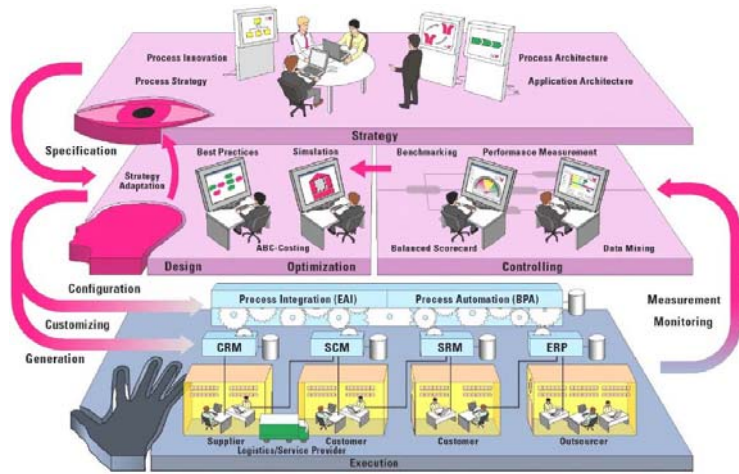 Process Innovation
Process Strategy
Process Architecture
Application Architecture
Strategy
Specification
Strategy
Adaptation
Best Practices
Simulation
Benchmarking
Performance Measurement
ABC-Costing
Balanced Scorecard
Data Mixing
Design
Optimization
Controlling
Configuration
Customizing
Generation
Process Integration (EAI)
Process Automation (BPA)
Measurement
Monitoring
CRM
SCM
SRM
ERP
Supplier
Customer
Customer
Outsourcer
Logistics/Service Provider
Execution